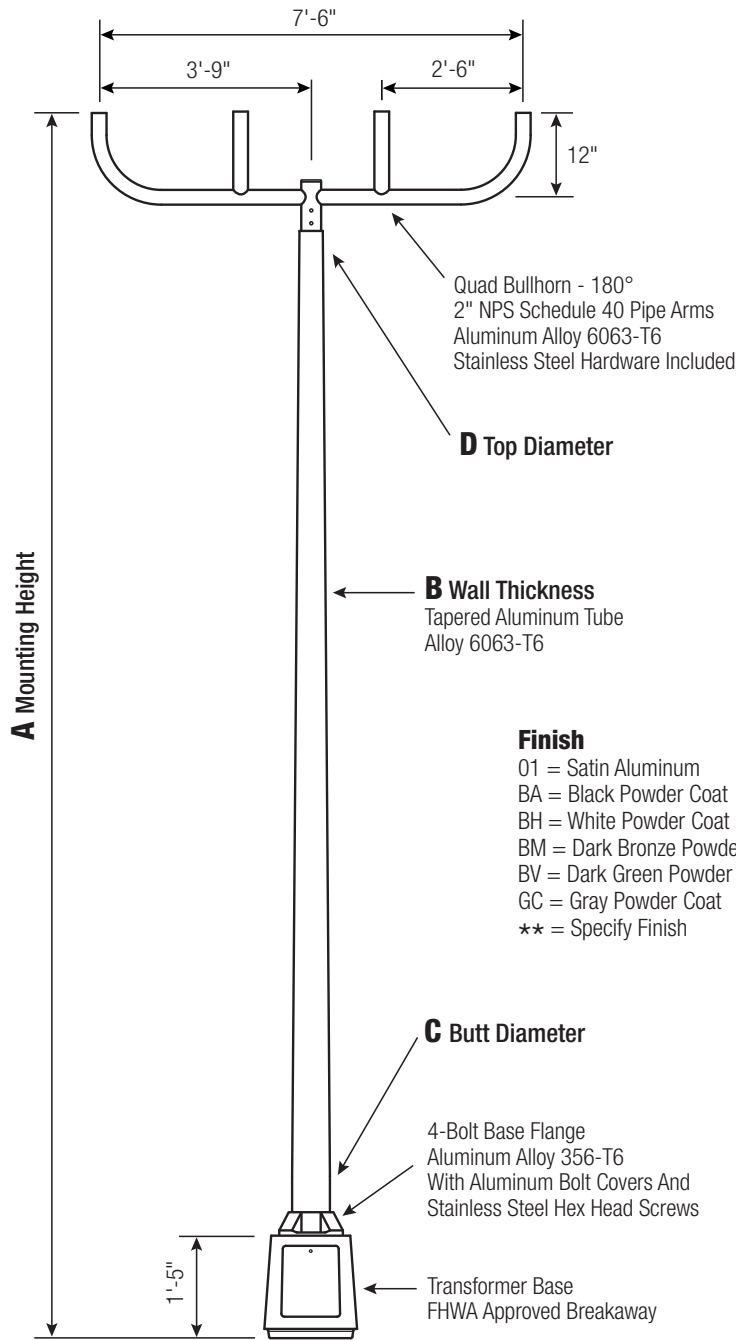 7'-6"
3'-9"
2'-6"
12"
Quad Bullhorn - 180°
2" NPS Schedule 40 Pipe Arms
Aluminum Alloy 6063-T6
Stainless Steel Hardware Included
D Top Diameter
A Mounting Height
B Wall Thickness
Tapered Aluminum Tube
Alloy 6063-T6
Finish
01 = Satin Aluminum
BA = Black Powder Coat
BH = White Powder Coat
BM = Dark Bronze Powde
BV = Dark Green Powder
GC = Gray Powder Coat
** = Specify Finish
C Butt Diameter
4-Bolt Base Flange
Aluminum Alloy 356-T6
With Aluminum Bolt Covers And
Stainless Steel Hex Head Screws
1'-5"
Transformer Base
FHWA Approved Breakaway